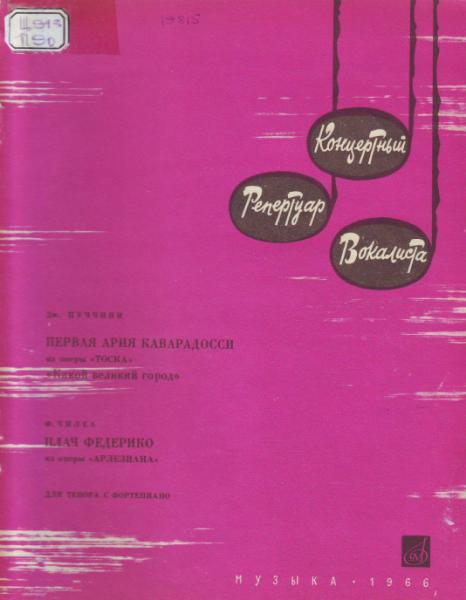 Ц913
П90
19815
Концертный
Репертуар
Вокалиста
Дж. ПУЧЧИНИ
ПЕРВАЯ АРИЯ КАВАРАДОССИ
из оперы «ТОСКА»
«Какой великий город»
Ф. ЧИЛЕА
ПЛАЧ ФЕДЕРИКО
из оперы «АРЛЕЗИАНА»
ДЛЯ ТЕНОРА С ФОРТЕПИАНО
МУЗЫКА · 1966